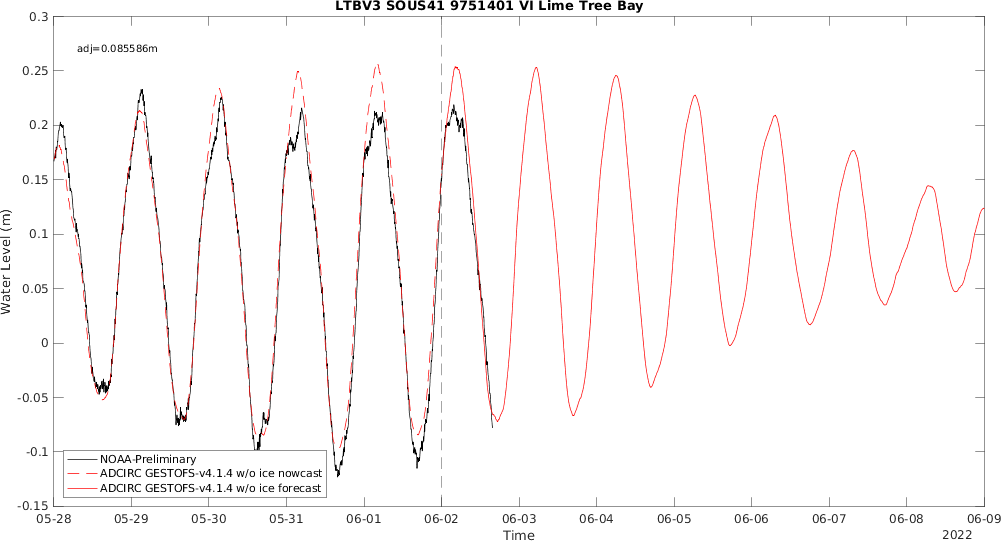 LTBV3 SOUS41 9751401 VI Lime Tree Bay
adj=0.085586m
0.3
0.25
0.2
0.15
0.1
0.05
0
-0.05
-0.1
-0.15
Water Level (m)
NOAA-Preliminary
ADCIRC GESTOFS-v4.1.4 w/o ice nowcast
ADCIRC GESTOFS-v4.1.4 w/o ice forecast
05-28 05-29 05-30 05-31 06-01 06-02 06-03 06-04 06-05 06-06 06-07 06-08 06-09
Time
2022